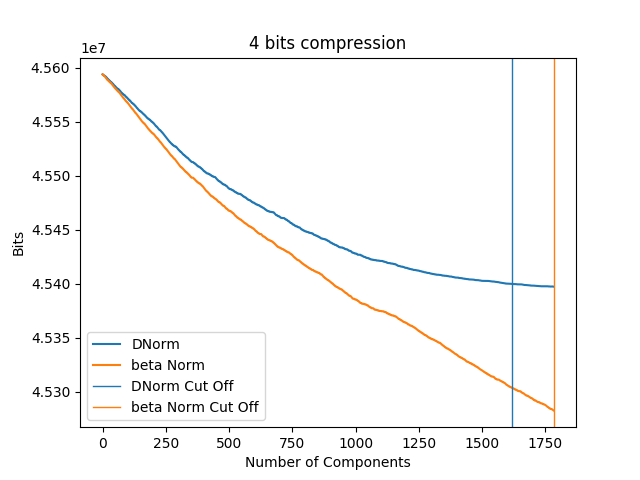 4 bits compression
1e7
4.560
4.555
4.550
4.545
4.540
4.535
4.530
Bits
DNorm
beta Norm
DNorm Cut Off
beta Norm Cut Off
0 250 500 750 1000 1250 1500 1750
Number of Components